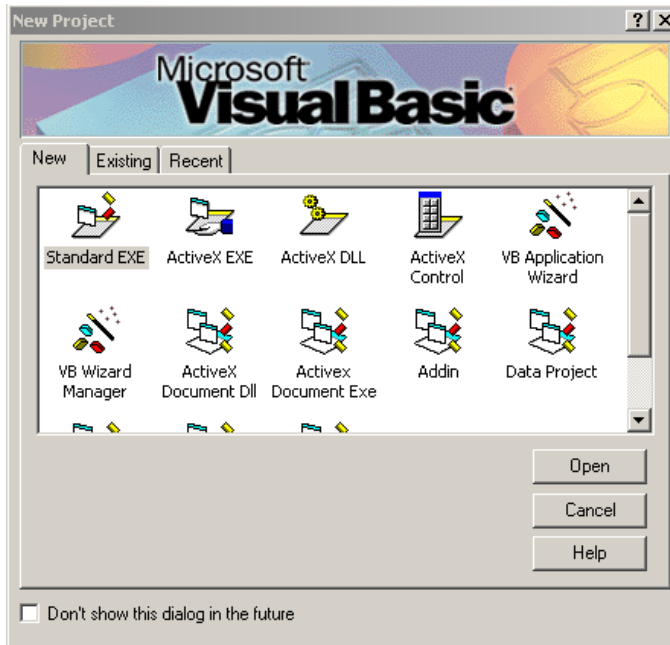 New Project
Microsoft
Visual Basic
New Existing Recent
Standard EXE ActiveX EXE ActiveX DLL ActiveX Control VB Application Wizard
VB Wizard Manager ActiveX Document Dll Activex Document Exe Addin Data Project
Open
Cancel
Help
Don't show this dialog in the future